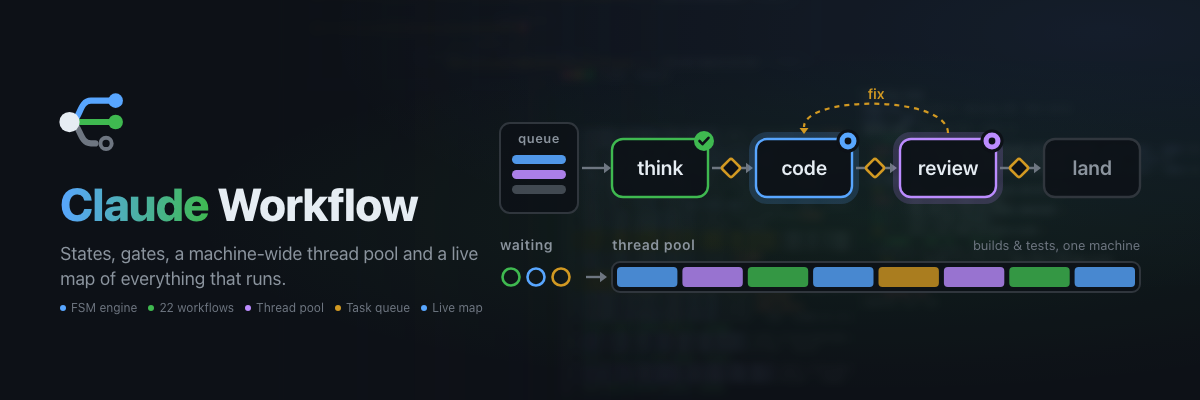 Claude Workflow
States, gates, a machine-wide thread pool and a live
map of everything that runs.
FSM engine 22 workflows Thread pool Task queue Live map
fix
queue
think
code
review
land
waiting
thread pool
builds & tests, one machine